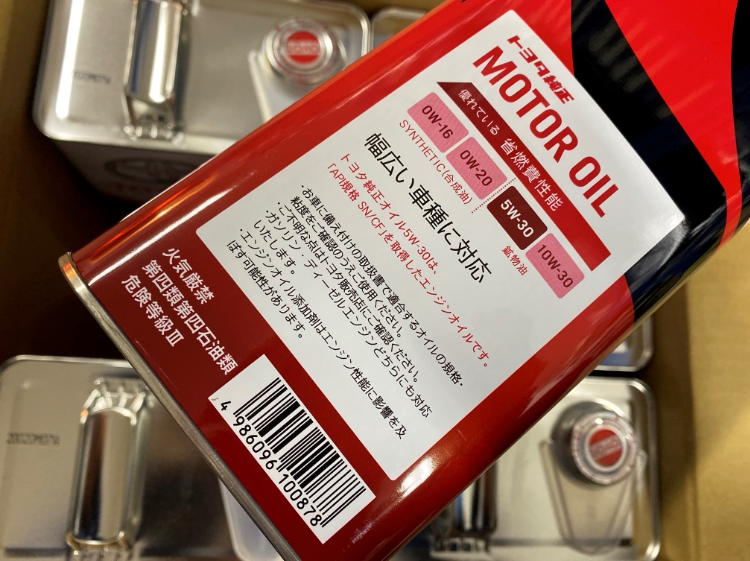 トヨタ純正
MOTOR OIL
優れている 省燃費性能
0W-16
0W-20
5W-30
10W-30
SYNTHETIC(合成油)
鉱物油
幅広い車種に対応
トヨタ純正オイル5W-30は、
「API規格 SN/CF」を取得したエンジンオイルです。
・お車に備え付けの取扱書で適合するオイルの規格・
粘度をご確認のうえご使用ください。
・ご不明な点はトヨタ販売店にご確認ください。
・ガソリン・ディーゼルエンジンどちらにも対応
いたします。
・エンジンオイル添加剤はエンジン性能に影響を及
ぼす可能性があります。
火気厳禁
第四類第四石油類
危険等級Ⅲ
4 986096 100878